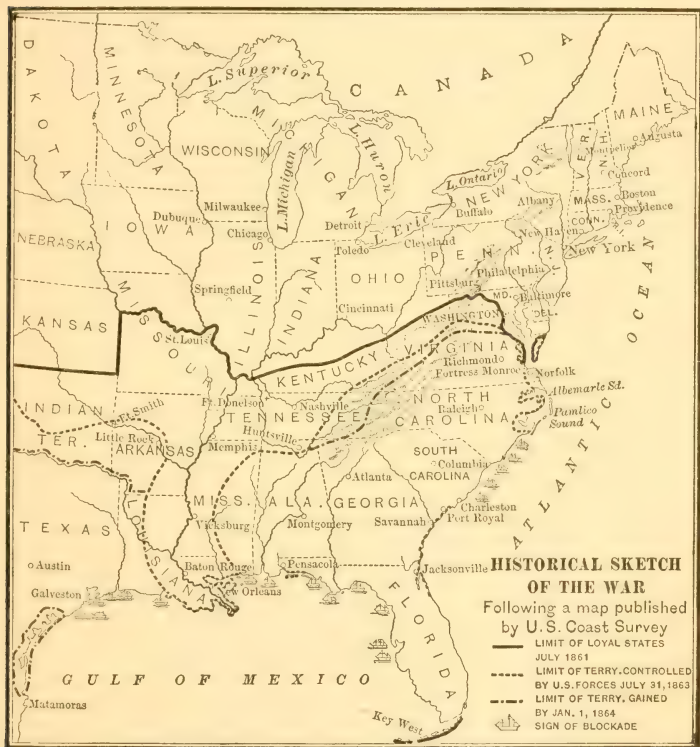 CANADA
L. Superior
DAKOTA
MINNESOTA
MICHIGAN
WISCONSIN
L. Huron
L. Michigan
MAINE
Augusta
Montpelier
VER.
N.H.
Concord
L. Ontario
NEW YORK
Albany
MASS.
Boston
Providence
CONN.
Milwaukee
Dubuque
IOWA
Buffalo
Detroit
L. Erie
New Haven
Chicago
Toledo
Cleveland
PENN.
New York
NEBRASKA
OHIO
Philadelphia
Pittsburg
N.J.
Springfield
ILLINOIS
INDIANA
MD.
Baltimore
Cincinnati
WASHINGTON
DEL.
KANSAS
MISSOURI
St. Louis
VIRGINIA
Richmond
KENTUCKY
Fortress Monroe
Norfolk
INDIAN
TER.
Ft. Smith
Ft. Donelson
Nashville
NORTH
CAROLINA
Raleigh
Albemarle Sd.
Pamlico
Sound
TENNESSEE
Little Rock
ARKANSAS
Huntsville
Memphis
SOUTH
CAROLINA
Columbia
Atlanta
MISS.
ALA.
GEORGIA
Charleston
Port Royal
TEXAS
Vicksburg
Montgomery
Savannah
ATLANTIC OCEAN
LOUISIANA
Austin
Baton Rouge
Pensacola
Jacksonville
Galveston
New Orleans
FLORIDA
GULF OF MEXICO
Matamoras
Key West
HISTORICAL SKETCH
OF THE WAR
Following a map published
by U.S. Coast Survey
LIMIT OF LOYAL STATES
JULY 1861
LIMIT OF TERRY. CONTROLLED
BY U.S. FORCES JULY 31, 1863
LIMIT OF TERRY. GAINED
BY JAN. 1, 1864
SIGN OF BLOCKADE